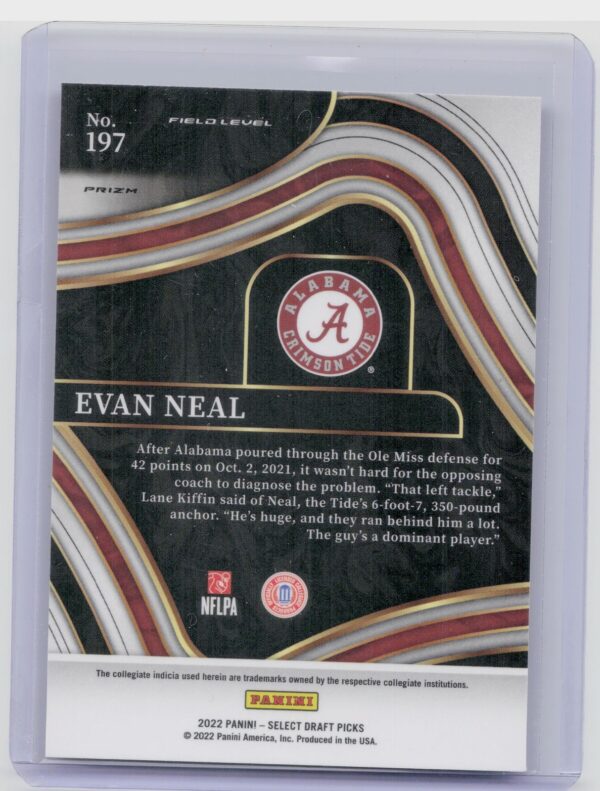 No.
197
FIELD LEVEL
PRIZM
ALABAMA
A
CRIMSON TIDE
®
EVAN NEAL
After Alabama poured through the Ole Miss defense for
42 points on Oct. 2, 2021, it wasn't hard for the opposing
coach to diagnose the problem. “That left tackle,”
Lane Kiffin said of Neal, the Tide's 6-foot-7, 350-pound
anchor. “He's huge, and they ran behind him a lot.
The guy's a dominant player.”
NFLPA
The collegiate indicia used herein are trademarks owned by the respective collegiate institutions.
PANINI
2022 PANINI – SELECT DRAFT PICKS
© 2022 Panini America, Inc. Produced in the USA.